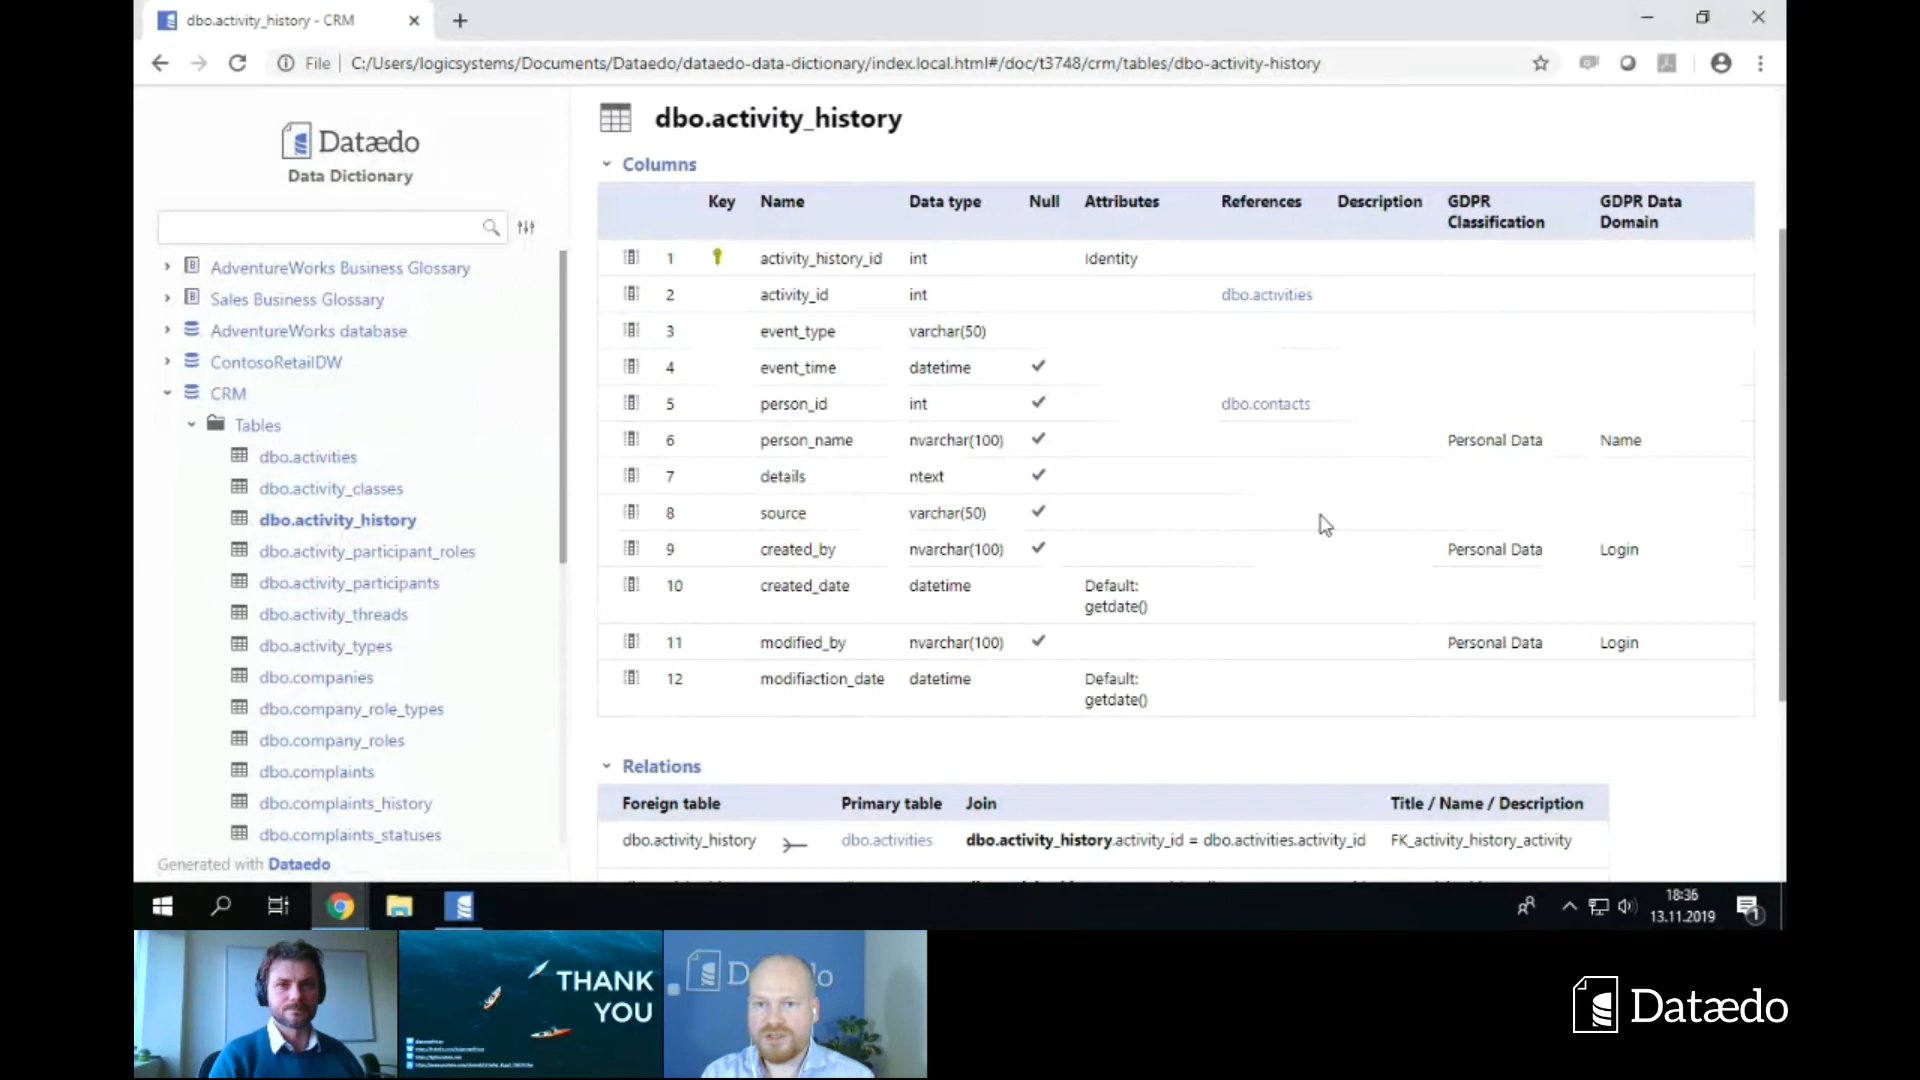 dbo.activity_history - CRM
File
C:/Users/logicsystems/Documents/Dataedo/dataedo-data-dictionary/index.local.html#/doc/t3748/crm/tables/dbo-activity-history
Datædo
Data Dictionary
AdventureWorks Business Glossary
Sales Business Glossary
AdventureWorks database
ContosoRetailDW
CRM
Tables
dbo.activities
dbo.activity_classes
dbo.activity_history
dbo.activity_participant_roles
dbo.activity_participants
dbo.activity_threads
dbo.activity_types
dbo.companies
dbo.company_role_types
dbo.company_roles
dbo.complaints
dbo.complaints_history
dbo.complaints_statuses
Generated with Dataedo
dbo.activity_history
Columns
Key Name Data type Null Attributes References Description GDPR Classification GDPR Data Domain
1 activity_history_id int Identity
2 activity_id int dbo.activities
3 event_type varchar(50)
4 event_time datetime ✔
5 person_id int ✔ dbo.contacts
6 person_name nvarchar(100) ✔ Personal Data Name
7 details ntext ✔
8 source varchar(50) ✔
9 created_by nvarchar(100) ✔ Personal Data Login
10 created_date datetime Default: getdate()
11 modified_by nvarchar(100) ✔ Personal Data Login
12 modifiaction_date datetime Default: getdate()
Relations
Foreign table Primary table Join Title / Name / Description
dbo.activity_history dbo.activities dbo.activity_history.activity_id = dbo.activities.activity_id FK_activity_history_activity
18:36
13.11.2019
1
THANK
YOU
Datædo